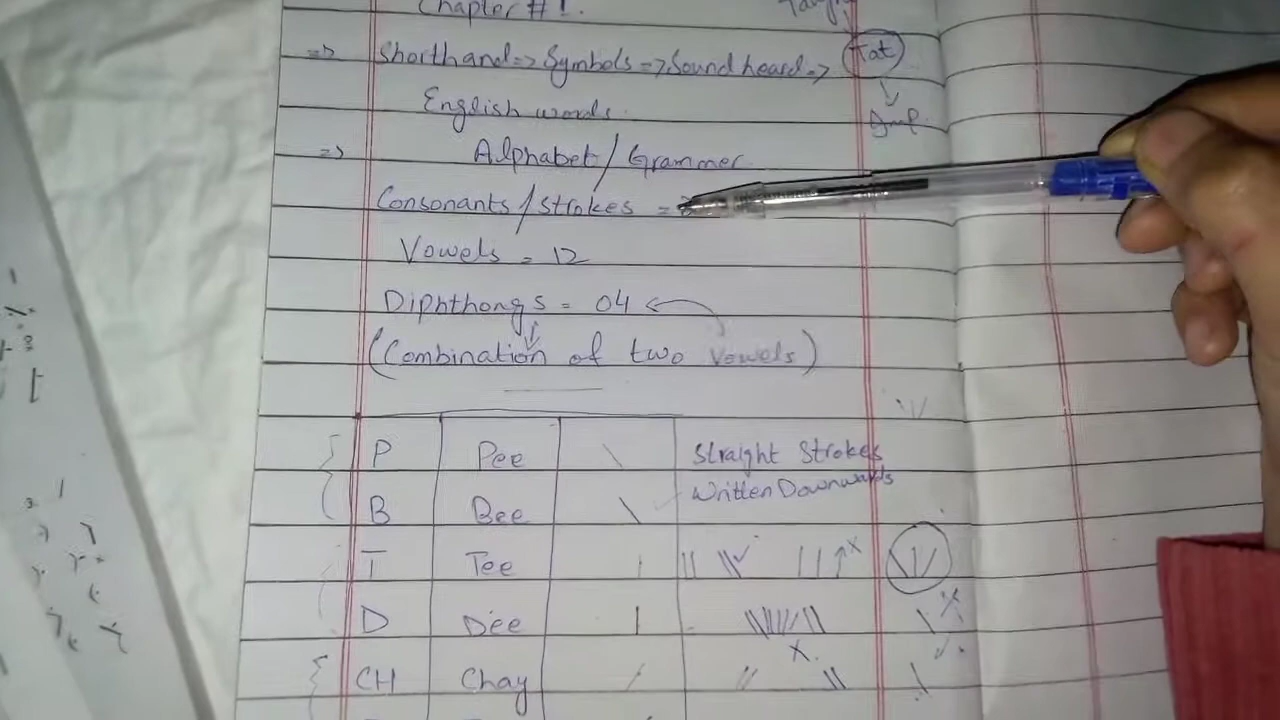 Chapter # 1.
=> Shorthand => Symbols => Sound heard => Tat
English words.
=> Alphabet / Grammer
Consonants / Strokes =
Vowels = 12
Diphthongs = 04
(Combination of two vowels)
P Pee Straight Strokes
Written Downwards
B Bee
T Tee
D Dee
CH Chay